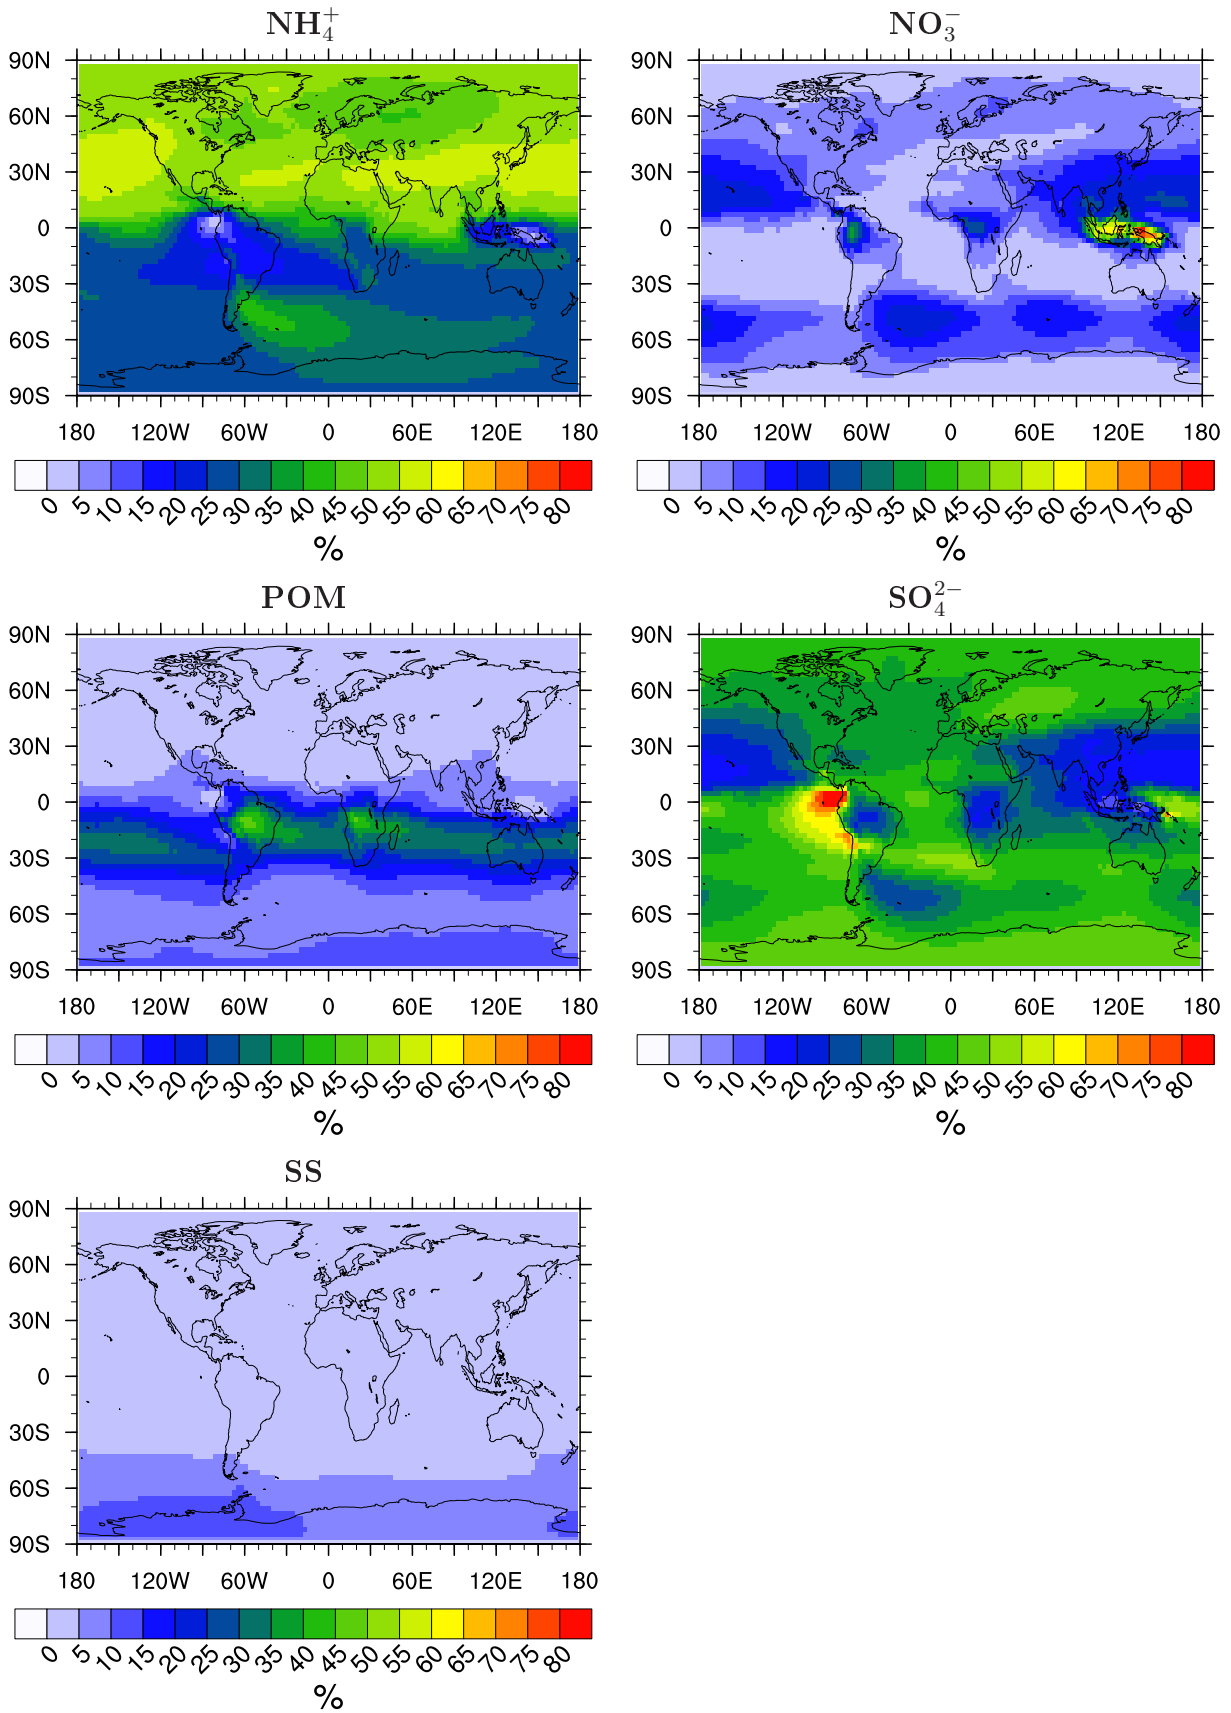 NH₄⁺ NO₃⁻
90N 90N
60N 60N
30N 30N
0 0
30S 30S
60S 60S
90S 90S
180 120W 60W 0 60E 120E 180 180 120W 60W 0 60E 120E 180
0 5 10 15 20 25 30 35 40 45 50 55 60 65 70 75 80 0 5 10 15 20 25 30 35 40 45 50 55 60 65 70 75 80
% %
POM SO₄²⁻
90N 90N
60N 60N
30N 30N
0 0
30S 30S
60S 60S
90S 90S
180 120W 60W 0 60E 120E 180 180 120W 60W 0 60E 120E 180
0 5 10 15 20 25 30 35 40 45 50 55 60 65 70 75 80 0 5 10 15 20 25 30 35 40 45 50 55 60 65 70 75 80
% %
SS
90N
60N
30N
0
30S
60S
90S
180 120W 60W 0 60E 120E 180
0 5 10 15 20 25 30 35 40 45 50 55 60 65 70 75 80
%